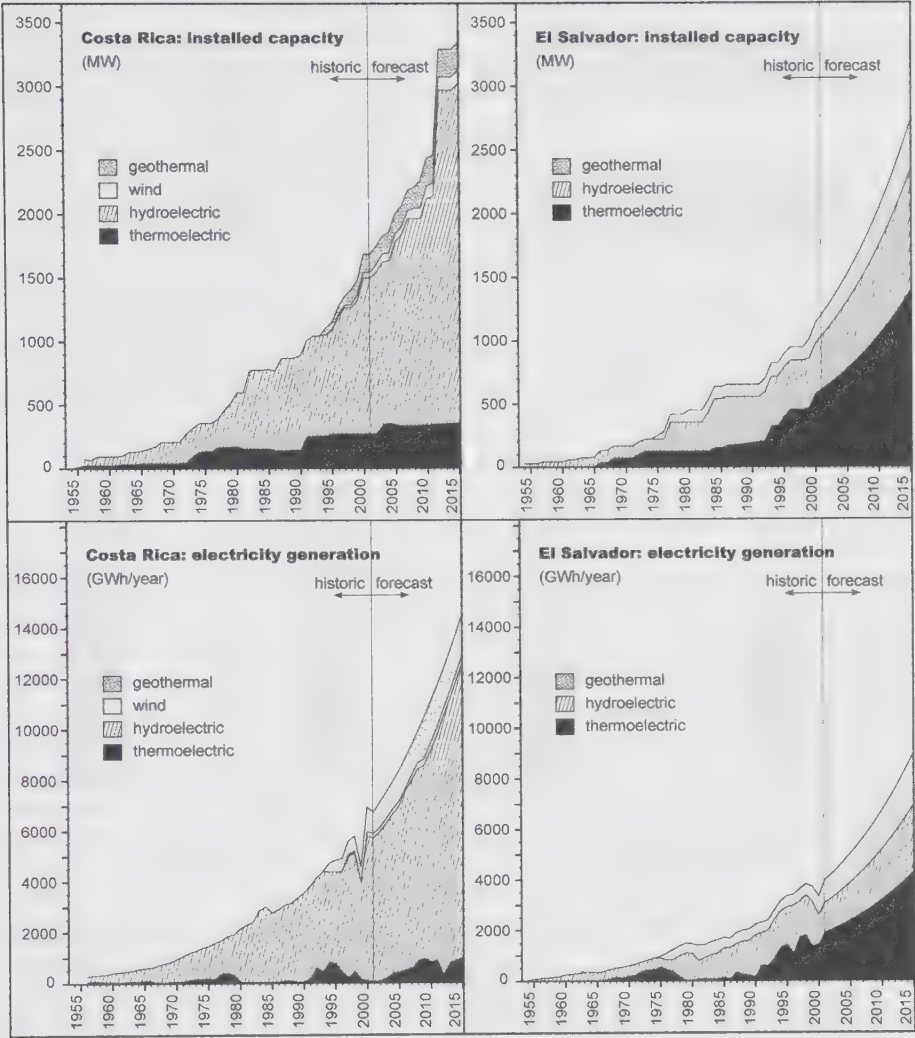 Costa Rica: installed capacity
(MW)
historic forecast
geothermal
wind
hydroelectric
thermoelectric
3500
3000
2500
2000
1500
1000
500
0
1955 1960 1965 1970 1975 1980 1985 1990 1995 2000 2005 2010 2015
El Salvador: installed capacity
(MW)
historic forecast
geothermal
hydroelectric
thermoelectric
3500
3000
2500
2000
1500
1000
500
0
1955 1960 1965 1970 1975 1980 1985 1990 1995 2000 2005 2010 2015
Costa Rica: electricity generation
(GWh/year)
historic forecast
geothermal
wind
hydroelectric
thermoelectric
16000
14000
12000
10000
8000
6000
4000
2000
0
1955 1960 1965 1970 1975 1980 1985 1990 1995 2000 2005 2010 2015
El Salvador: electricity generation
(GWh/year)
historic forecast
geothermal
hydroelectric
thermoelectric
16000
14000
12000
10000
8000
6000
4000
2000
0
1955 1960 1965 1970 1975 1980 1985 1990 1995 2000 2005 2010 2015